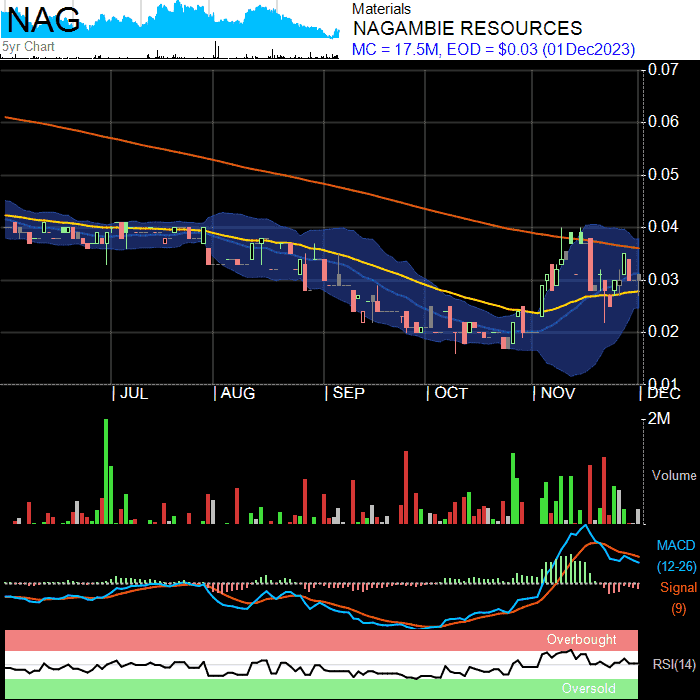 NAG
5yr Chart
Materials
NAGAMBIE RESOURCES
MC = 17.5M, EOD = $0.03 (01Dec2023)
0.07
0.06
0.05
0.04
0.03
0.02
0.01
JUL AUG SEP OCT NOV DEC
2M
Volume
MACD
(12-26)
Signal
(9)
Overbought
RSI(14)
Oversold